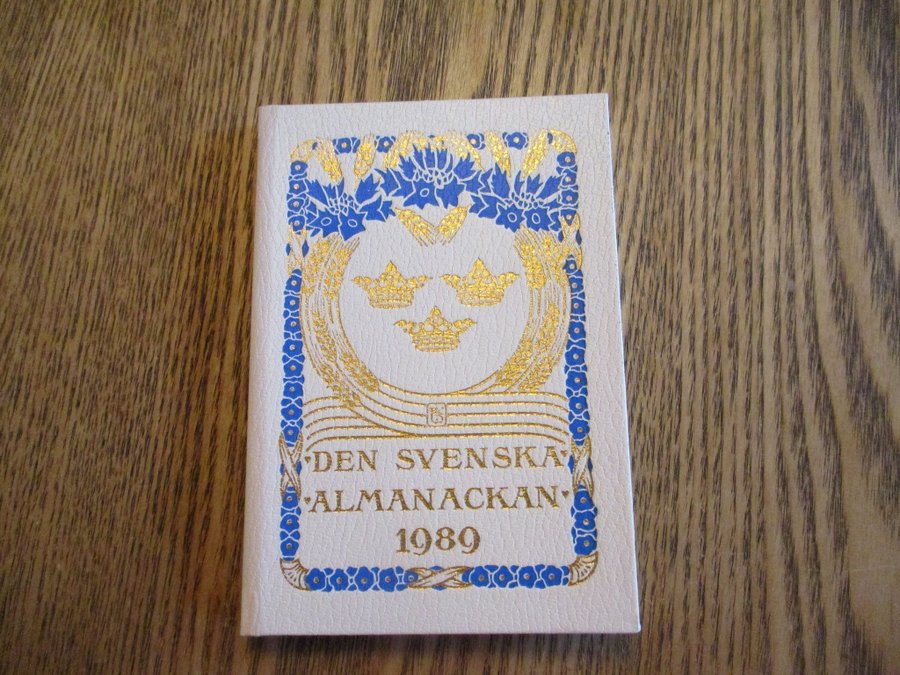 DEN SVENSKA
ALMANACKAN
1989